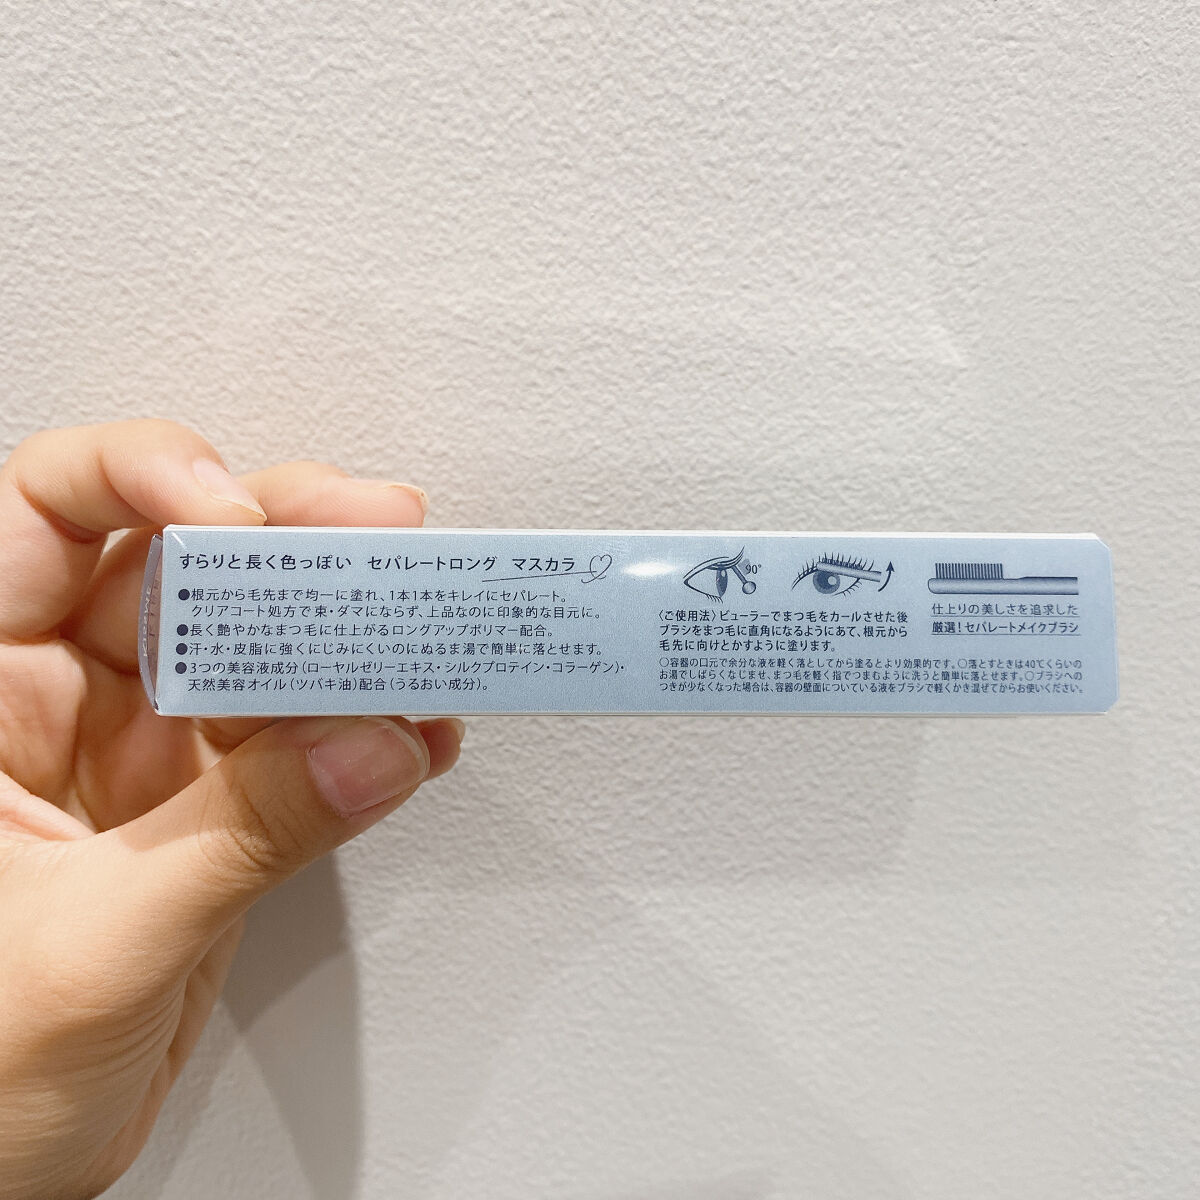 すらりと長く色っぽい セパレートロング マスカラ
●根元から毛先まで均一に塗れ、1本1本をキレイにセパレート。
クリアコート処方で束・ダマにならず、上品なのに印象的な目元に。
●長く艶やかなまつ毛に仕上がるロングアップポリマー配合。
●汗・水・皮脂に強くにじみにくいのにぬるま湯で簡単に落とせます。
●3つの美容液成分(ローヤルゼリーエキス・シルクプロテイン・コラーゲン)・
天然美容オイル(ツバキ油)配合(うるおい成分)。
90°
〈ご使用法〉ビューラーでまつ毛をカールさせた後
ブラシをまつ毛に直角になるようにあて、根元から
毛先に向けとかすように塗ります。
仕上りの美しさを追求した
厳選!セパレートメイクブラシ
○容器の口元で余分な液を軽く落としてから塗るとより効果的です。○落とすときは40℃くらいの
お湯でしばらくなじませ、まつ毛を軽く指でつまむように洗うと簡単に落とせます。○ブラシへの
つきが少なくなった場合は、容器の壁面についている液をブラシで軽くかき混ぜてからお使いください。